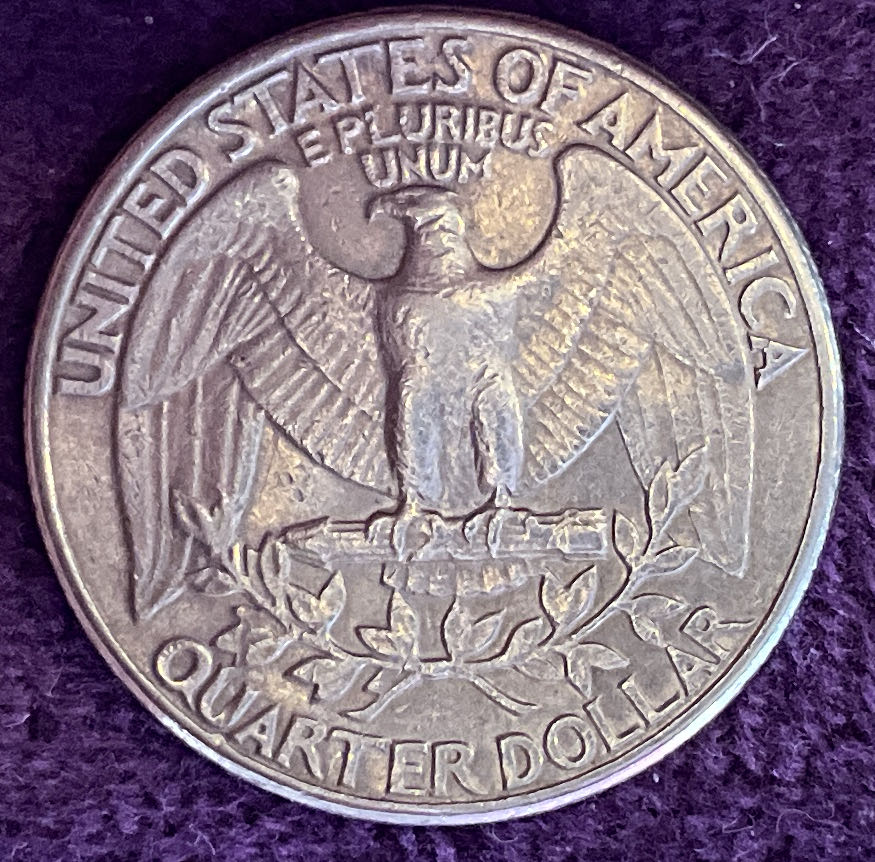 UNITED STATES OF AMERICA
E PLURIBUS
UNUM
QUARTER DOLLAR